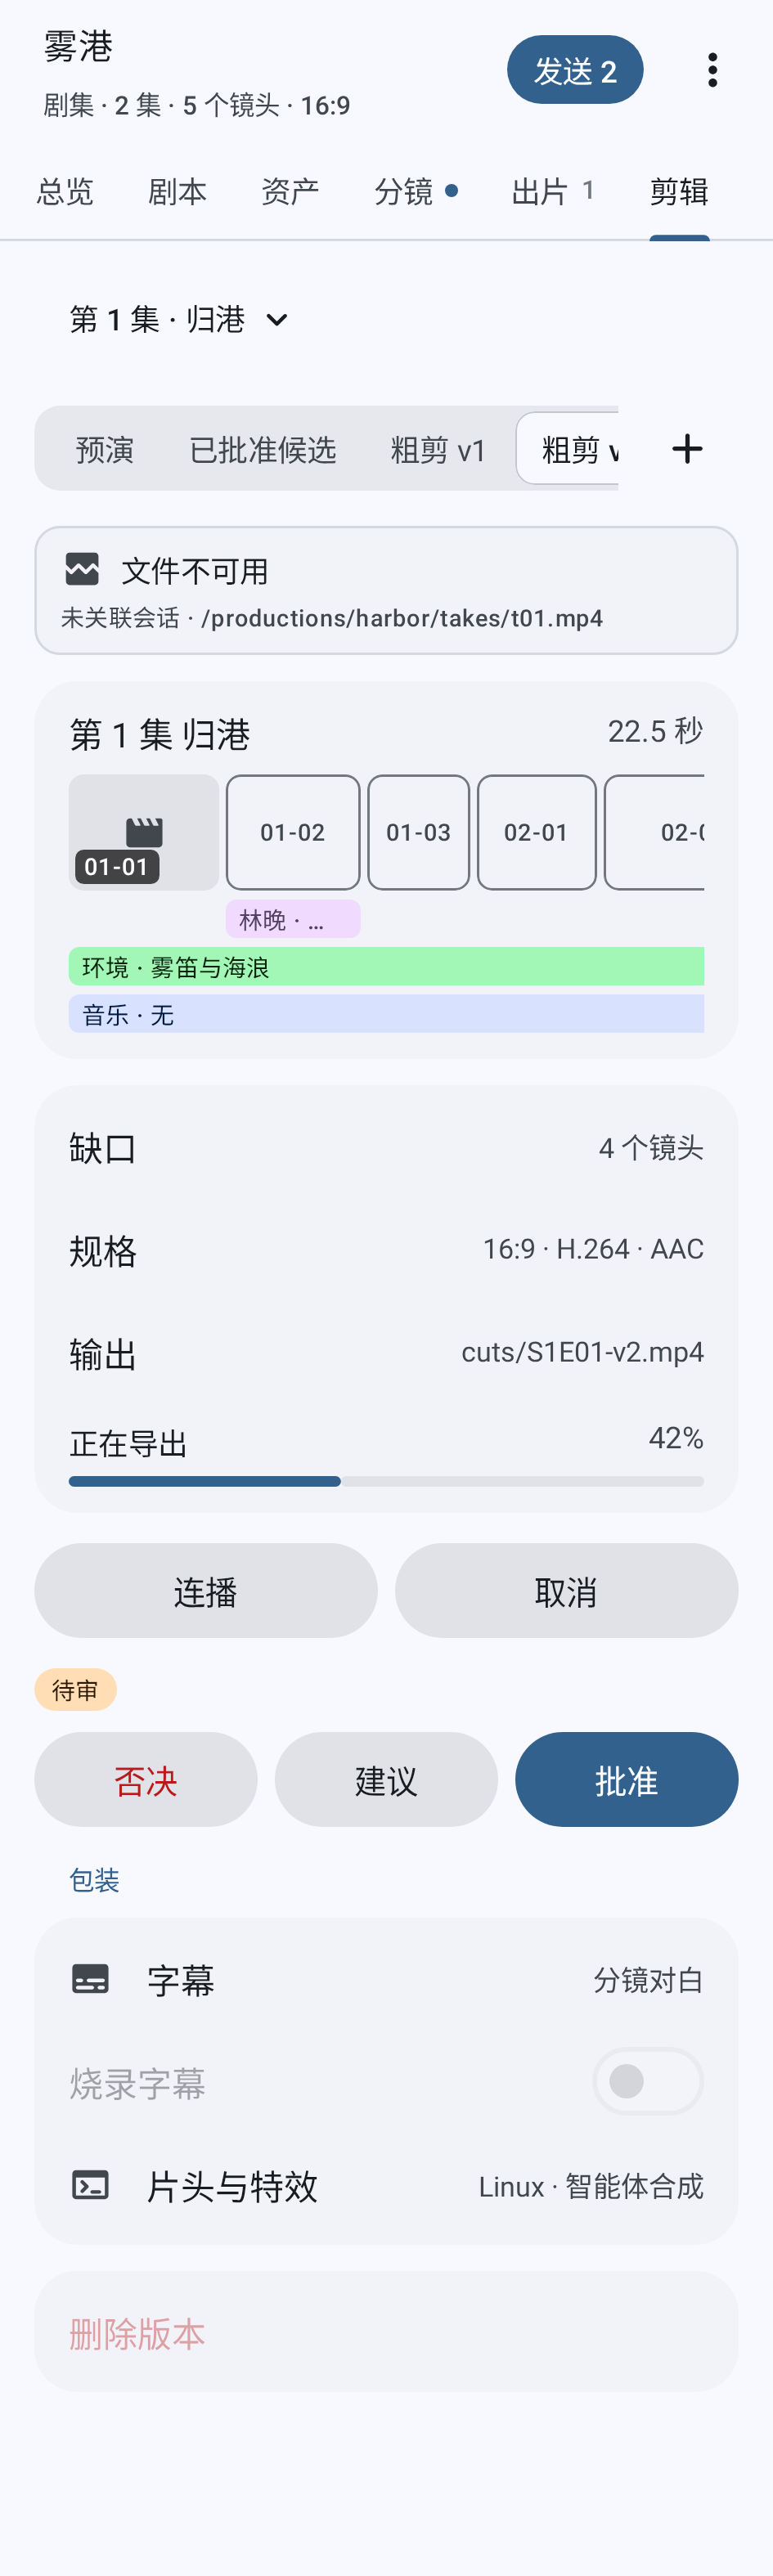 雾港
剧集 · 2 集 · 5 个镜头 · 16:9
发送 2
总览 剧本 资产 分镜 出片 1 剪辑
第 1 集 · 归港
预演 已批准候选 粗剪 v1 粗剪
文件不可用
未关联会话 · /productions/harbor/takes/t01.mp4
第 1 集 归港 22.5 秒
01-01 01-02 01-03 02-01
林晚 · …
环境 · 雾笛与海浪
音乐 · 无
缺口 4 个镜头
规格 16:9 · H.264 · AAC
输出 cuts/S1E01-v2.mp4
正在导出 42%
连播 取消
待审
否决 建议 批准
包装
字幕 分镜对白
烧录字幕
片头与特效 Linux · 智能体合成
删除版本